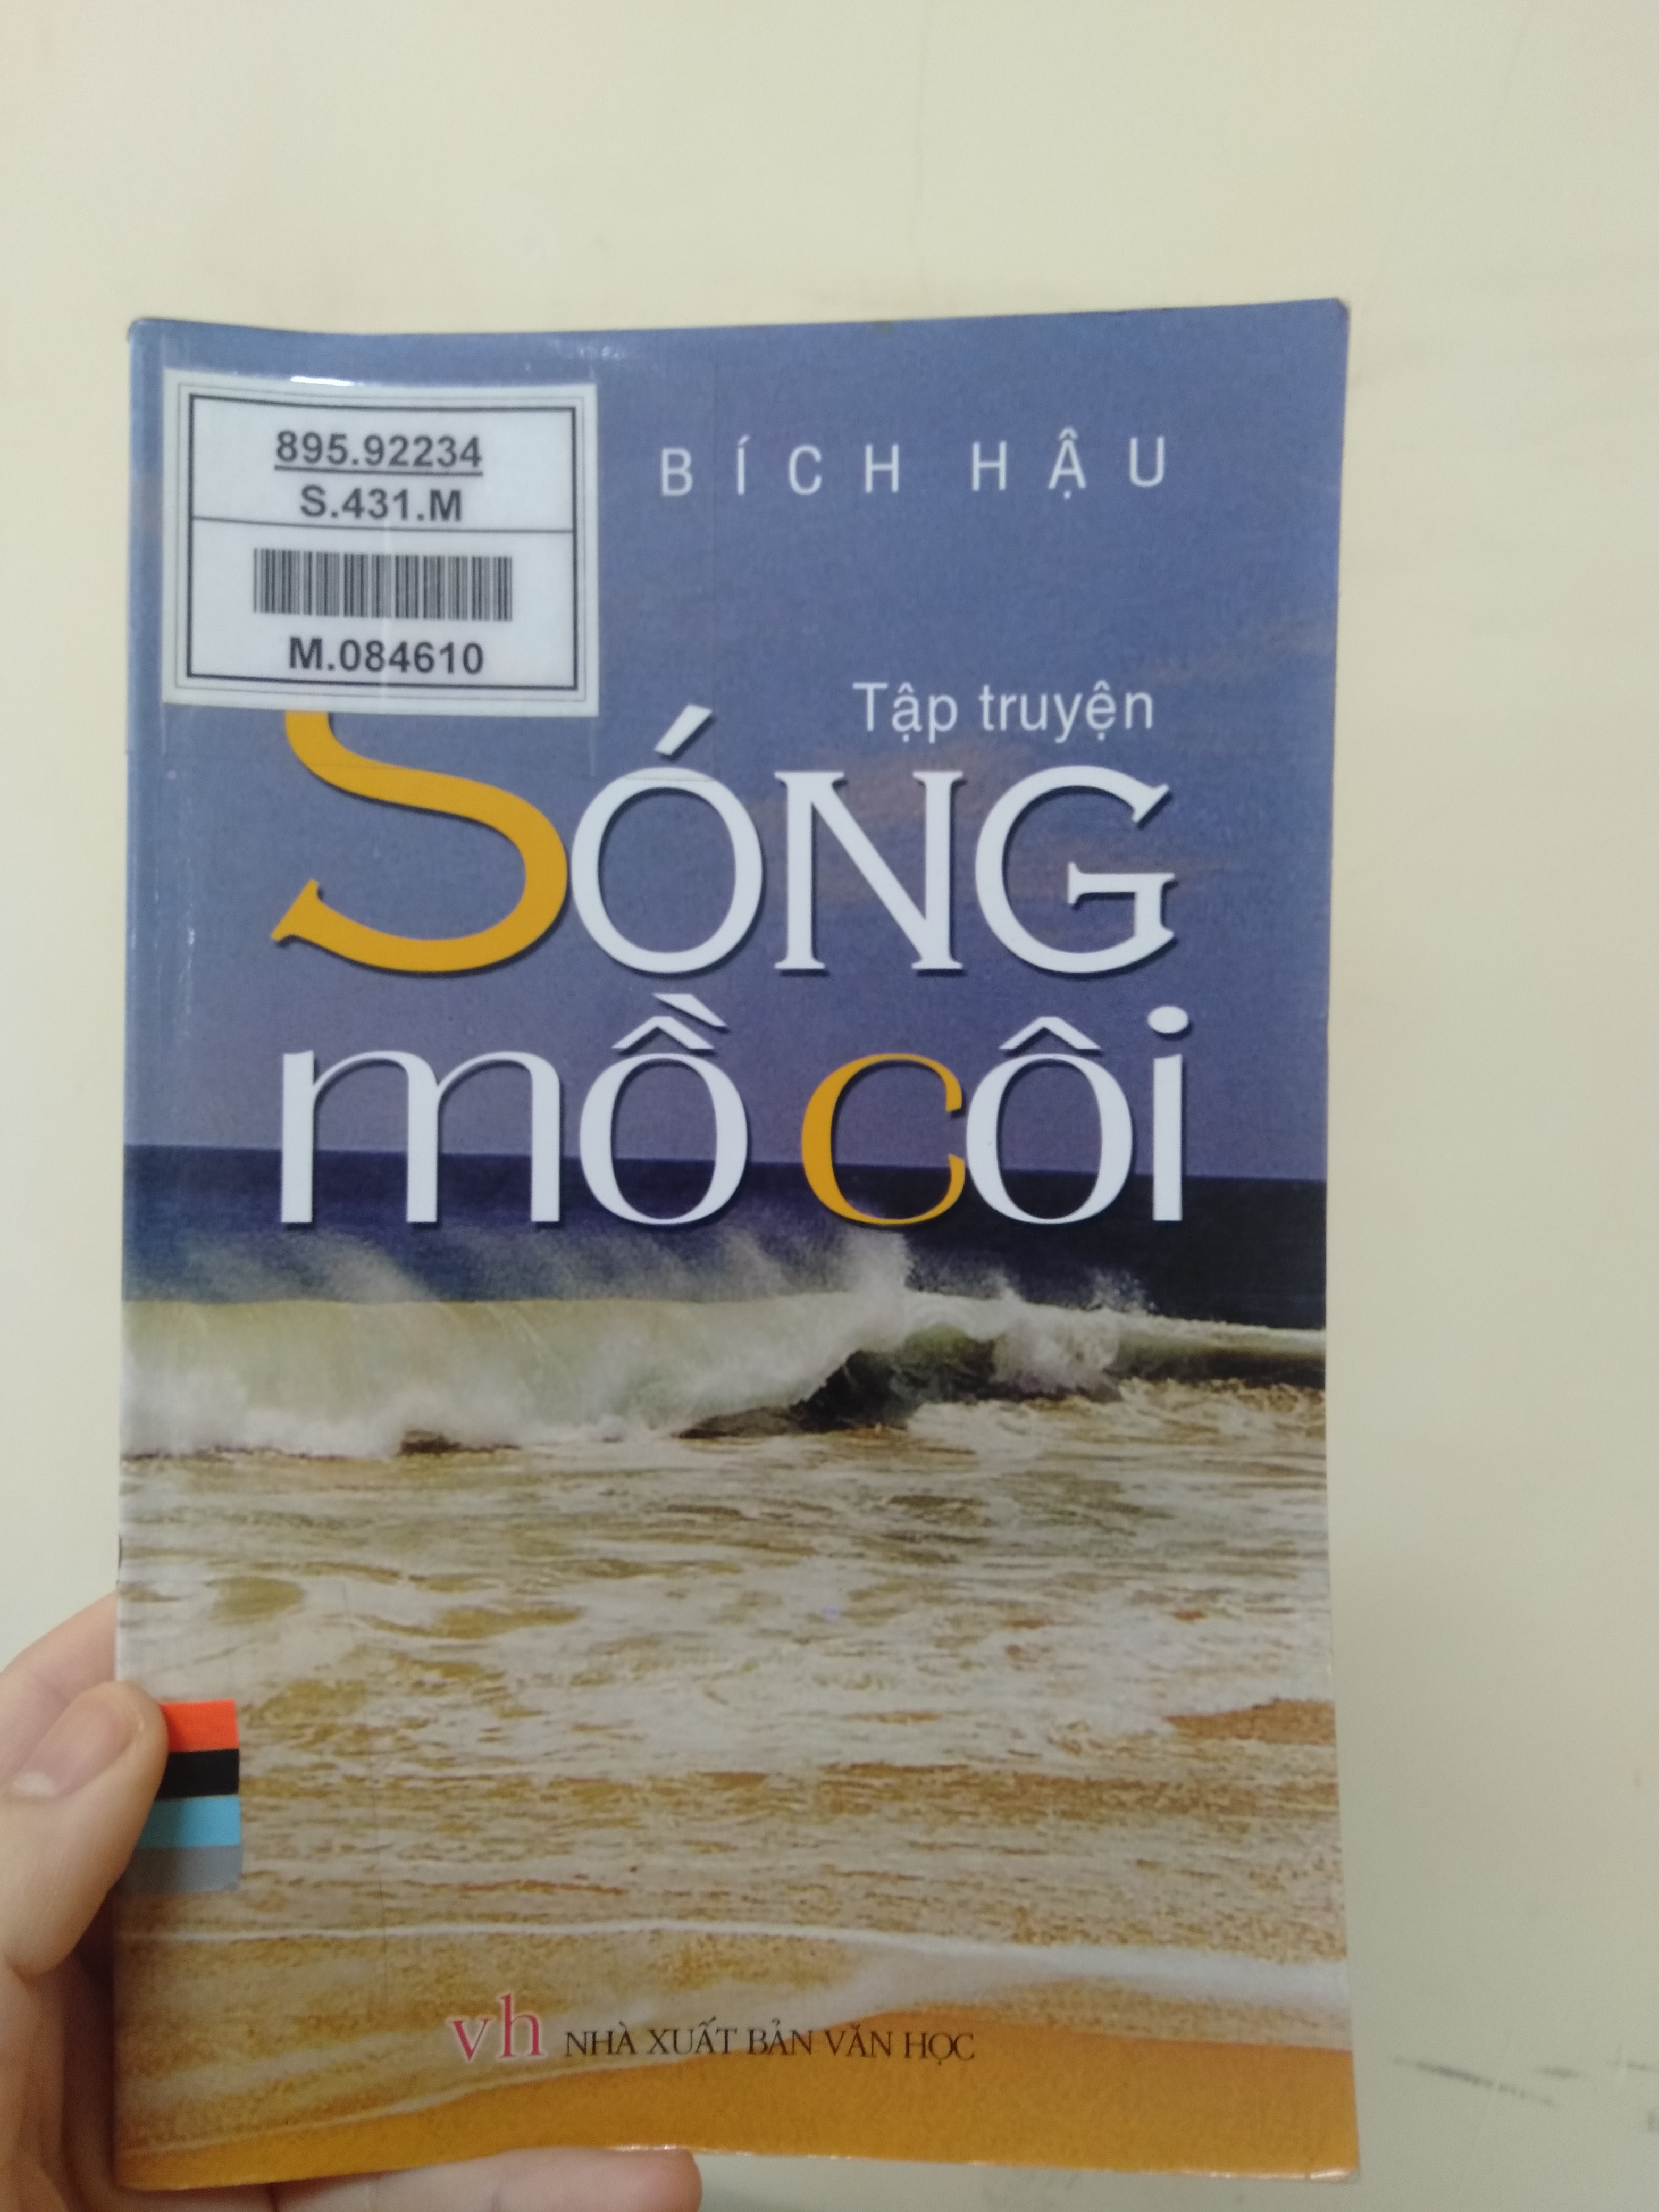 895.92234
S.431.M
M.084610
BÍCH HẬU
Tập truyện
SÓNG
mồ côi
vh NHÀ XUẤT BẢN VĂN HỌC